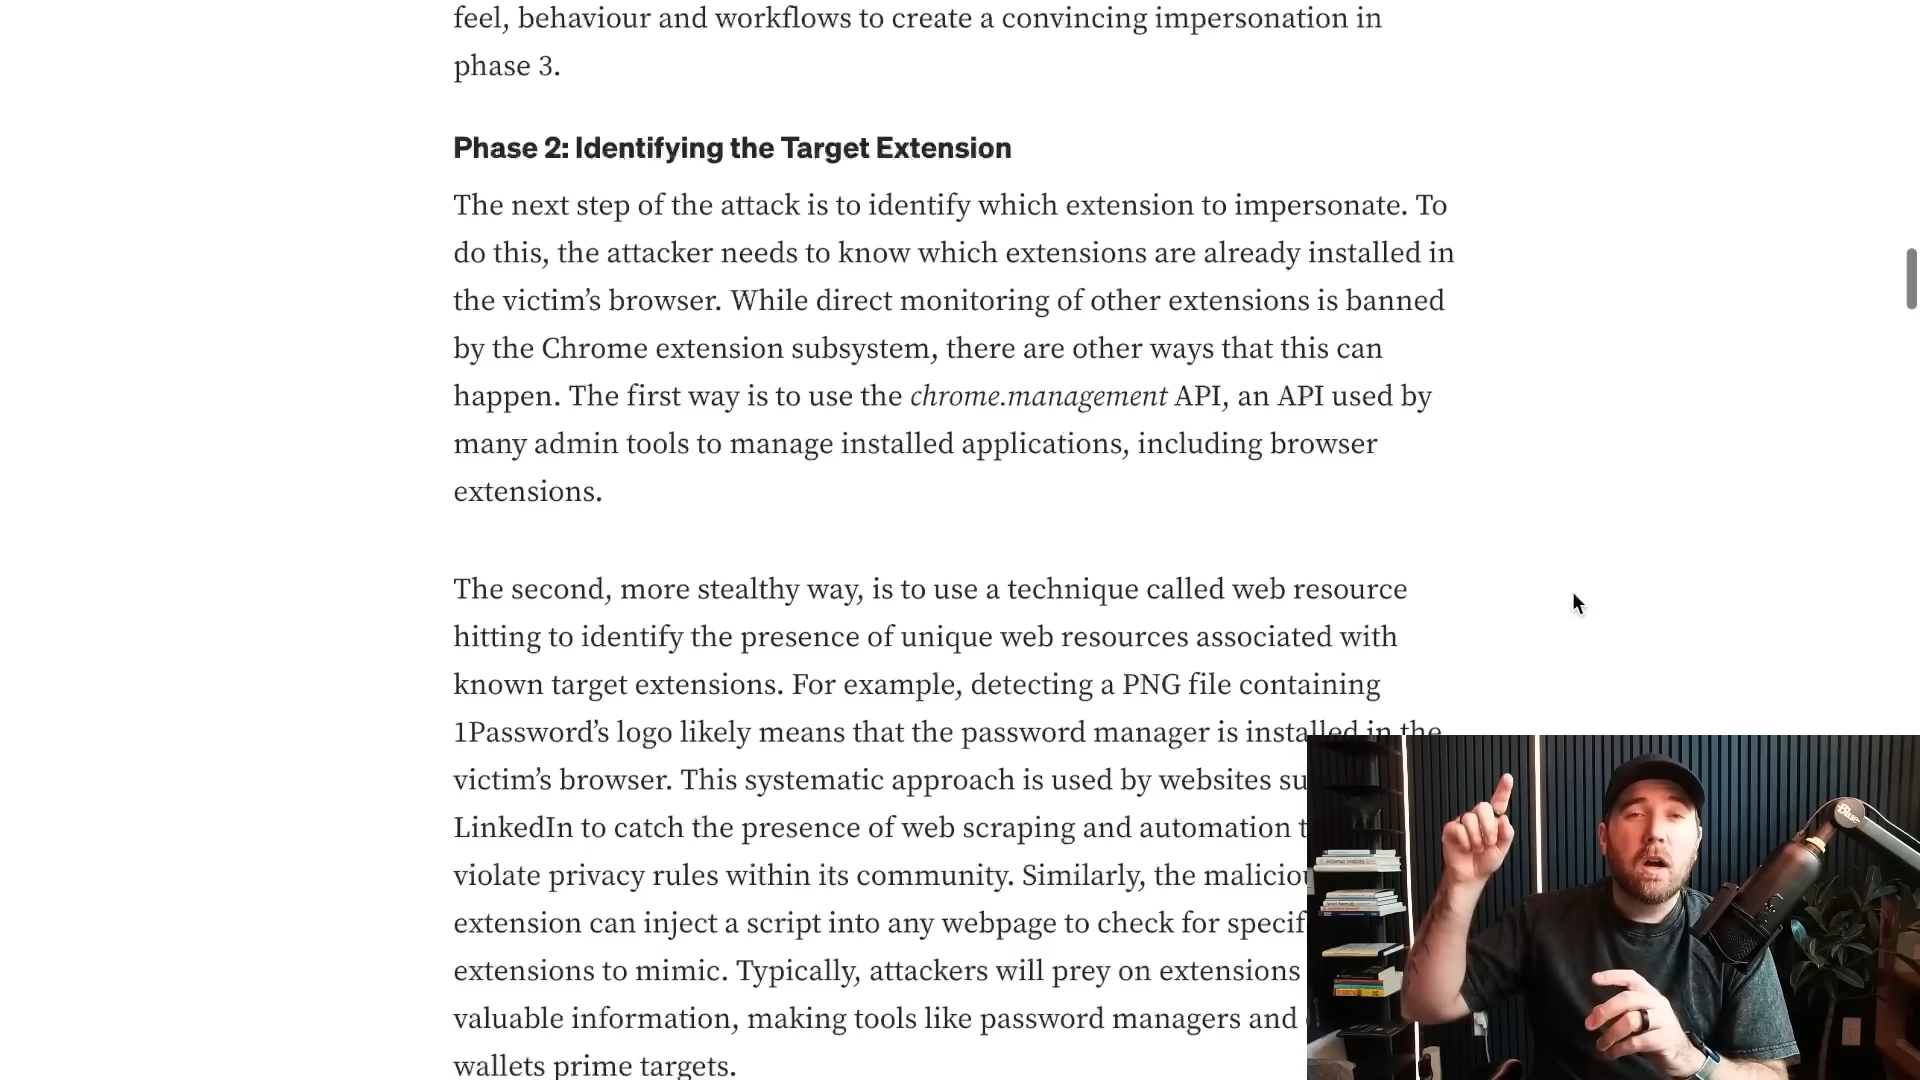 feel, behaviour and workflows to create a convincing impersonation in
phase 3.
Phase 2: Identifying the Target Extension
The next step of the attack is to identify which extension to impersonate. To
do this, the attacker needs to know which extensions are already installed in
the victim’s browser. While direct monitoring of other extensions is banned
by the Chrome extension subsystem, there are other ways that this can
happen. The first way is to use the chrome.management API, an API used by
many admin tools to manage installed applications, including browser
extensions.
The second, more stealthy way, is to use a technique called web resource
hitting to identify the presence of unique web resources associated with
known target extensions. For example, detecting a PNG file containing
1Password’s logo likely means that the password manager is installed in the
victim’s browser. This systematic approach is used by websites su
LinkedIn to catch the presence of web scraping and automation t
violate privacy rules within its community. Similarly, the maliciou
extension can inject a script into any webpage to check for specif
extensions to mimic. Typically, attackers will prey on extensions
valuable information, making tools like password managers and
wallets prime targets.
Blue
Atomic Habits